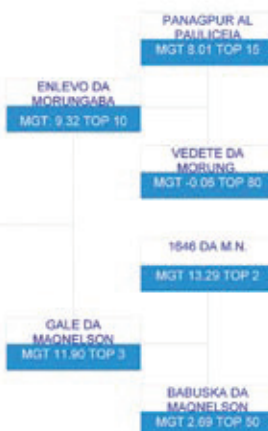 PANAGPUR AL
PAULICEIA
MGT 8.01 TOP 15
ENLEVO DA
MORUNGABA
MGT: 9.32 TOP 10
VEDETE DA
MORUNG.
MGT -0.05 TOP 80
1646 DA M.N.
MGT 13.29 TOP 2
GALE DA
MAQNELSON
MGT 11.90 TOP 3
BABUSKA DA
MAQNELSON
MGT 2.69 TOP 50